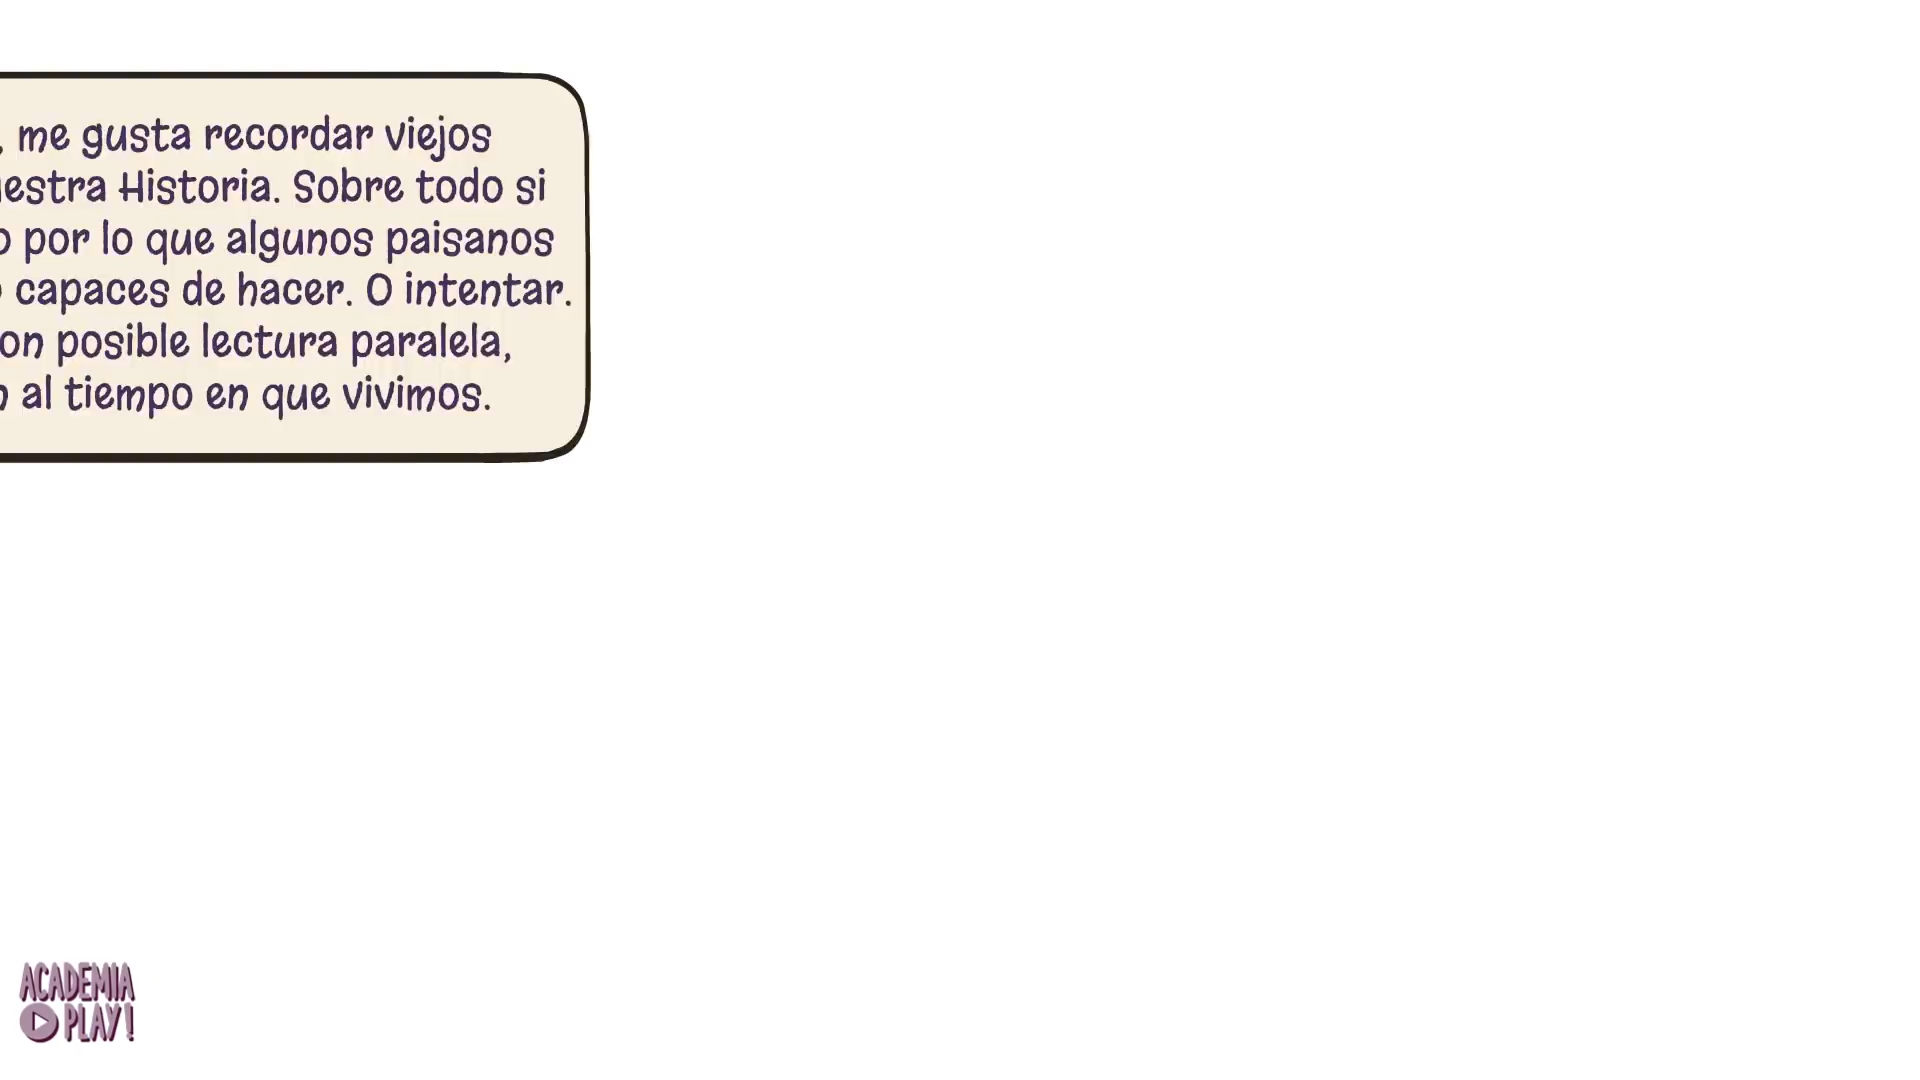 , me gusta recordar viejos
estra Historia. Sobre todo si
o por lo que algunos paisanos
capaces de hacer. O intentar.
on posible lectura paralela,
al tiempo en que vivimos.
ACADEMIA
PLAY!